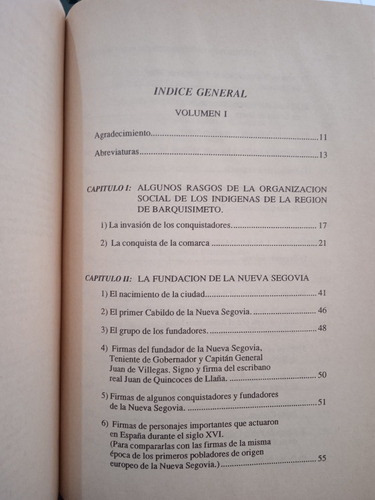 INDICE GENERAL
VOLUMEN I
Agradecimiento.................................................................. 11
Abreviaturas...................................................................... 13
CAPITULO I: ALGUNOS RASGOS DE LA ORGANIZACION
SOCIAL DE LOS INDIGENAS DE LA REGION
DE BARQUISIMETO.
1) La invasión de los conquistadores........................... 17
2) La conquista de la comarca ................................... 21
CAPITULO II: LA FUNDACION DE LA NUEVA SEGOVIA
1) El nacimiento de la ciudad...................................... 41
2) El primer Cabildo de la Nueva Segovia. .................. 46
3) El grupo de los fundadores. ................................... 48
4) Firmas del fundador de la Nueva Segovia,
Teniente de Gobernador y Capitán General
Juan de Villegas. Signo y firma del escribano
real Juan de Quincoces de Llaña. ........................... 50
5) Firmas de algunos conquistadores y fundadores
de la Nueva Segovia. ............................................. 51
6) Firmas de personajes importantes que actuaron
en España durante el siglo XVI.
(Para compararlas con las firmas de la misma
época de los primeros pobladores de origen
europeo de la Nueva Segovia.) .............................. 55